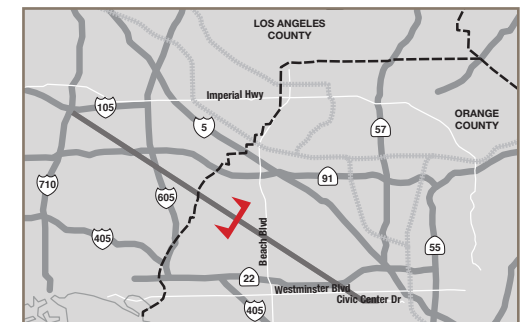 LOS ANGELES
COUNTY
Imperial Hwy
105
5
57
ORANGE
COUNTY
91
710
605
405
55
Beach Blvd
22
Westminster Blvd
Civic Center Dr
405